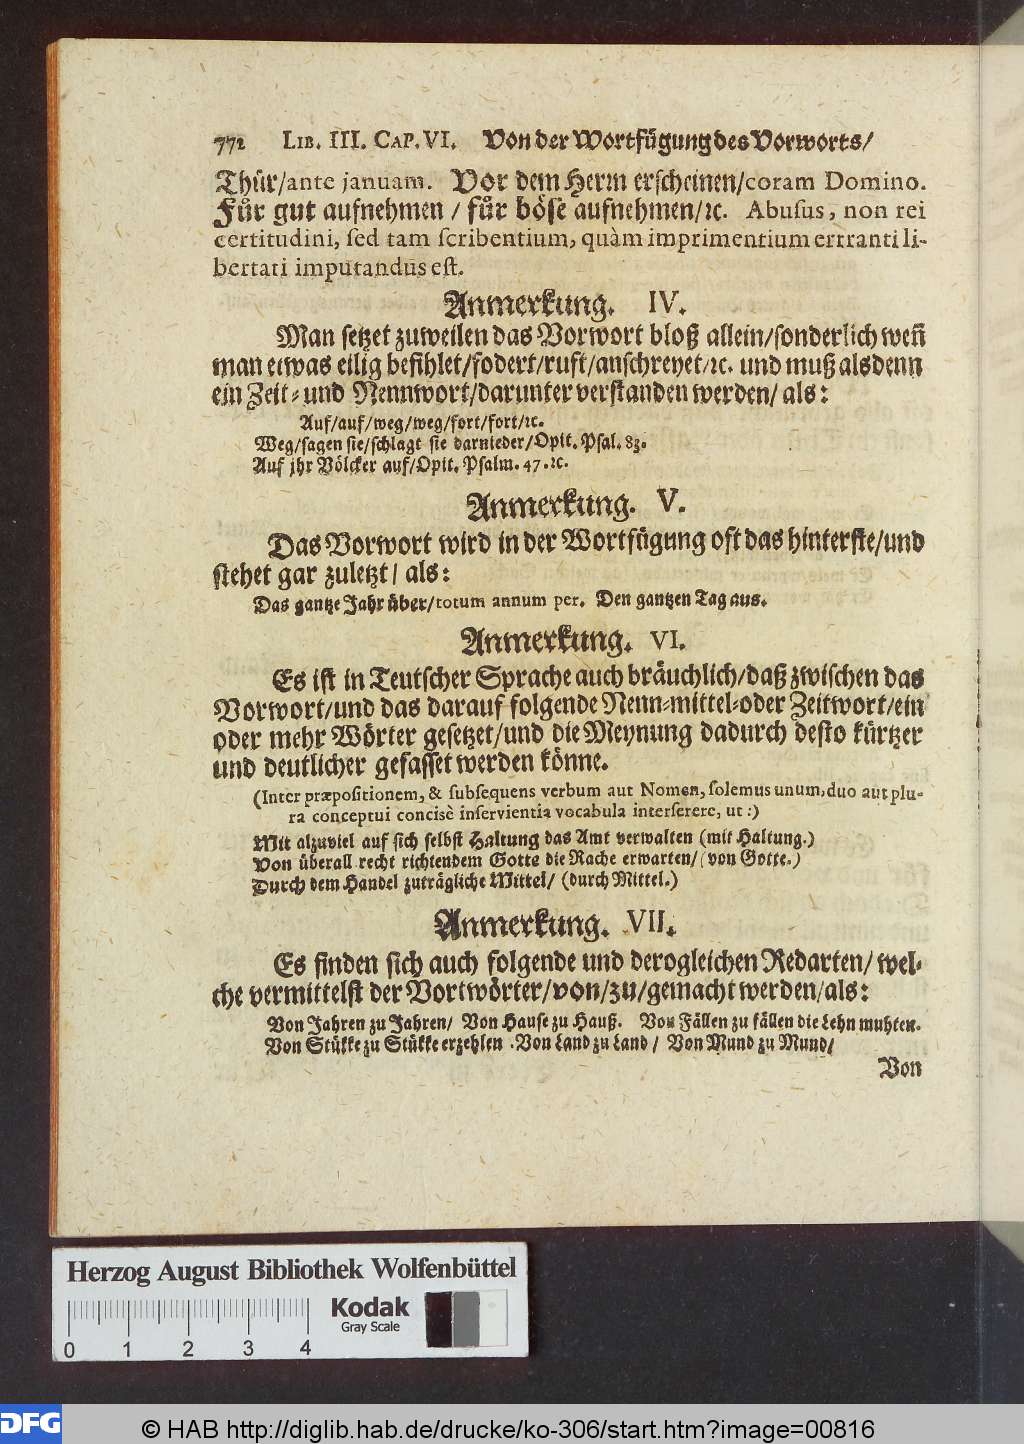 772 LIB. III. CAP. VI. Von der Wortfügung des Vorworts/
Thür/ante januam. Vor dem Herrn erscheinen/coram Domino.
Für gut aufnehmen / für böse aufnehmen/ꝛc. Abusus, non rei
certitudini, sed tam scribentium, quàm imprimentium errranti li-
bertati imputandus est.
Anmerkung. IV.
Man setzet zuweilen das Vorwort bloß allein/sonderlich weñ
man etwas eilig befihlet/fodert/ruft/anschreyet/ꝛc. und muß alsdenn
ein Zeit- und Nennwort/darunter verstanden werden/ als:
Auf/auf/weg/weg/fort/fort/ꝛc.
Weg/sagen sie/schlagt sie darnieder/Opit. Psal. 83.
Auf jhr Völcker auf/Opit. Psalm. 47. ꝛc.
Anmerkung. V.
Das Vorwort wird in der Wortfügung oft das hinterste/und
stehet gar zuletzt/ als:
Das gantze Jahr über/totum annum per. Den gantzen Tag aus.
Anmerkung. VI.
Es ist in Teutscher Sprache auch bräuchlich/daß zwischen das
Vorwort/und das darauf folgende Nenn-mittel-oder Zeitwort/ein
oder mehr Wörter gesetzet/und die Meynung dadurch desto kürtzer
und deutlicher gefasset werden könne.
(Inter præpositionem, & subsequens verbum aut Nomen, solemus unum, duo aut plu-
ra conceptui concisè inservientia vocabula interserere, ut :)
Mit alzuviel auf sich selbst Haltung das Amt verwalten (mit Haltung.)
Von überall recht richtendem Gotte die Rache erwarten/ (von Gotte.)
Durch dem Handel zuträgliche Mittel/ (durch Mittel.)
Anmerkung. VII.
Es finden sich auch folgende und derogleichen Redarten/ wel-
che vermittelst der Vortwörter/von/zu/gemacht werden/als:
Von Jahren zu Jahren/ Von Hause zu Hauß. Von Fällen zu fällen die Lehn muhten.
Von Stükke zu Stükke erzehlen . Von Land zu Land / Von Mund zu Mund/
Von
Herzog August Bibliothek Wolfenbüttel
Kodak
Gray Scale
0 1 2 3 4
DFG © HAB http://diglib.hab.de/drucke/ko-306/start.htm?image=00816